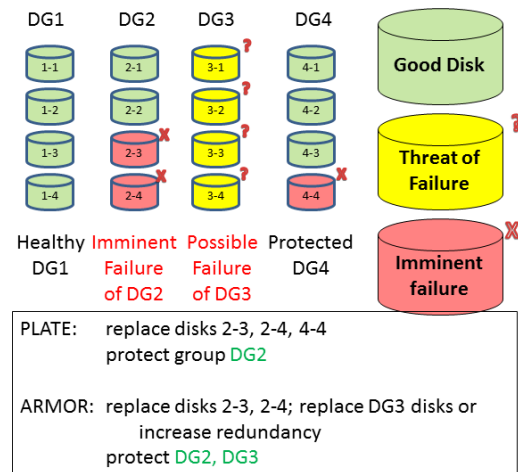 DG1 DG2 DG3 DG4
1-1 2-1 3-1 ? 4-1
Good Disk
1-2 2-2 3-2 ? 4-2
1-3 2-3 X 3-3 ? 4-3
Threat of Failure ?
1-4 2-4 X 3-4 ? 4-4 X
Healthy DG1
Imminent Failure of DG2
Possible Failure of DG3
Protected DG4
Imminent failure X
PLATE: replace disks 2-3, 2-4, 4-4
protect group DG2
ARMOR: replace disks 2-3, 2-4; replace DG3 disks or
increase redundancy
protect DG2, DG3